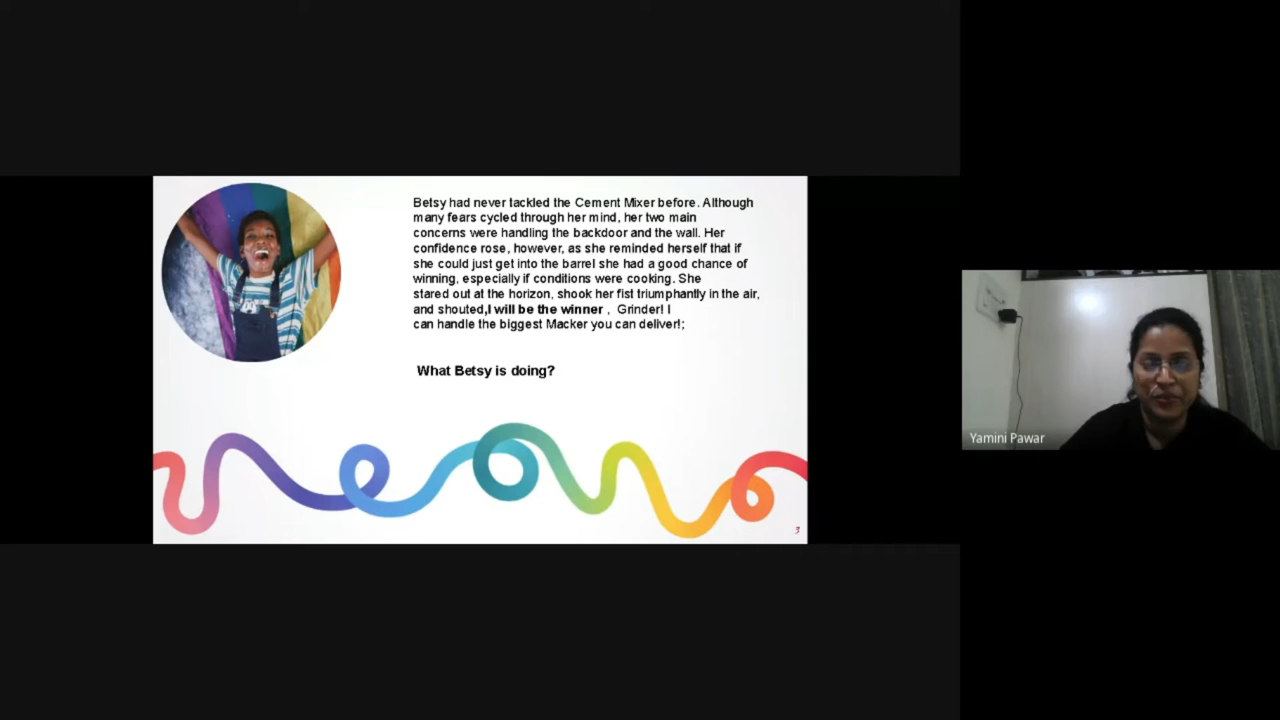 Betsy had never tackled the Cement Mixer before. Although
many fears cycled through her mind, her two main
concerns were handling the backdoor and the wall. Her
confidence rose, however, as she reminded herself that if
she could just get into the barrel she had a good chance of
winning, especially if conditions were cooking. She
stared out at the horizon, shook her fist triumphantly in the air,
and shouted,I will be the winner , Grinder! I
can handle the biggest Macker you can deliver!;
What Betsy is doing?
3
Yamini Pawar